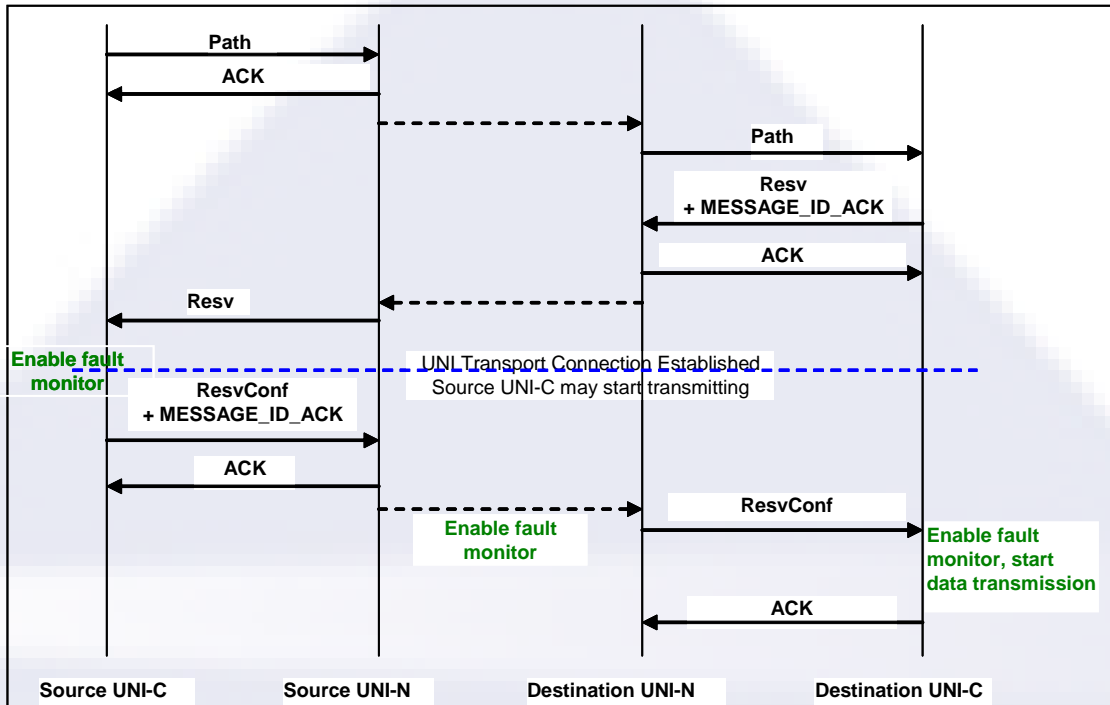 Path
ACK
Path
Resv
+ MESSAGE_ID_ACK
ACK
Resv
Enable fault
monitor
UNI Transport Connection Established
Source UNI-C may start transmitting
ResvConf
+ MESSAGE_ID_ACK
ACK
ResvConf
Enable fault
monitor
Enable fault
monitor, start
data transmission
ACK
Source UNI-C
Source UNI-N
Destination UNI-N
Destination UNI-C